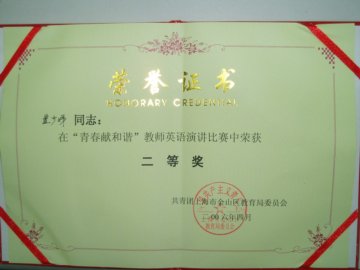 荣誉证书
HONORARY CREDENTIAL
同志：
在“青春献和谐”教师英语演讲比赛中荣获
二等奖
共青团上海市金山区教育局委员会
二00六年四月